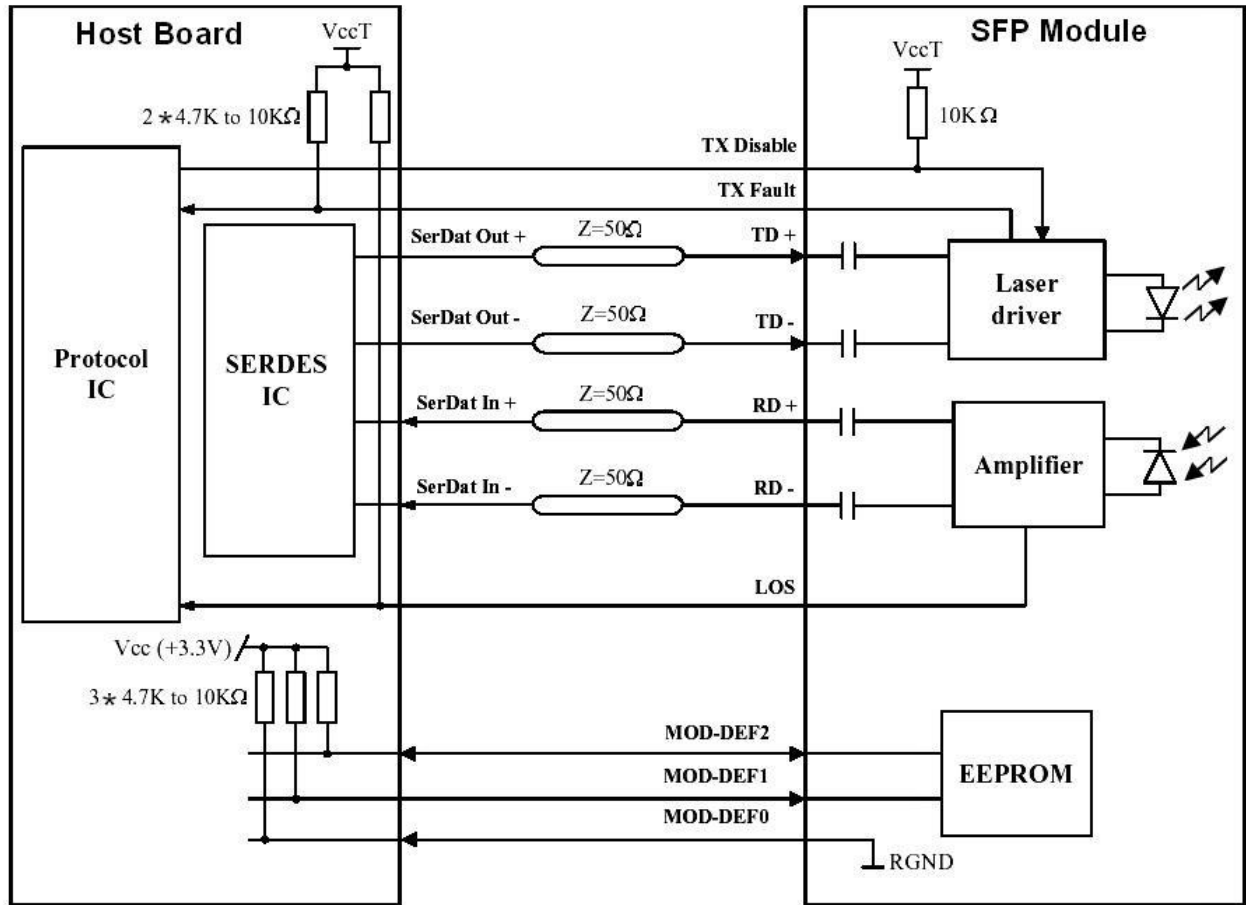 Host Board
SFP Module
VccT
VccT
2 * 4.7K to 10KΩ
10K Ω
TX Disable
TX Fault
SerDat Out +
Z=50Ω
TD +
Laser
driver
SerDat Out -
Z=50Ω
TD -
Protocol
IC
SERDES
IC
SerDat In +
Z=50Ω
RD +
Amplifier
SerDat In -
Z=50Ω
RD -
LOS
Vcc (+3.3V)
3 * 4.7K to 10KΩ
MOD-DEF2
EEPROM
MOD-DEF1
MOD-DEF0
RGND